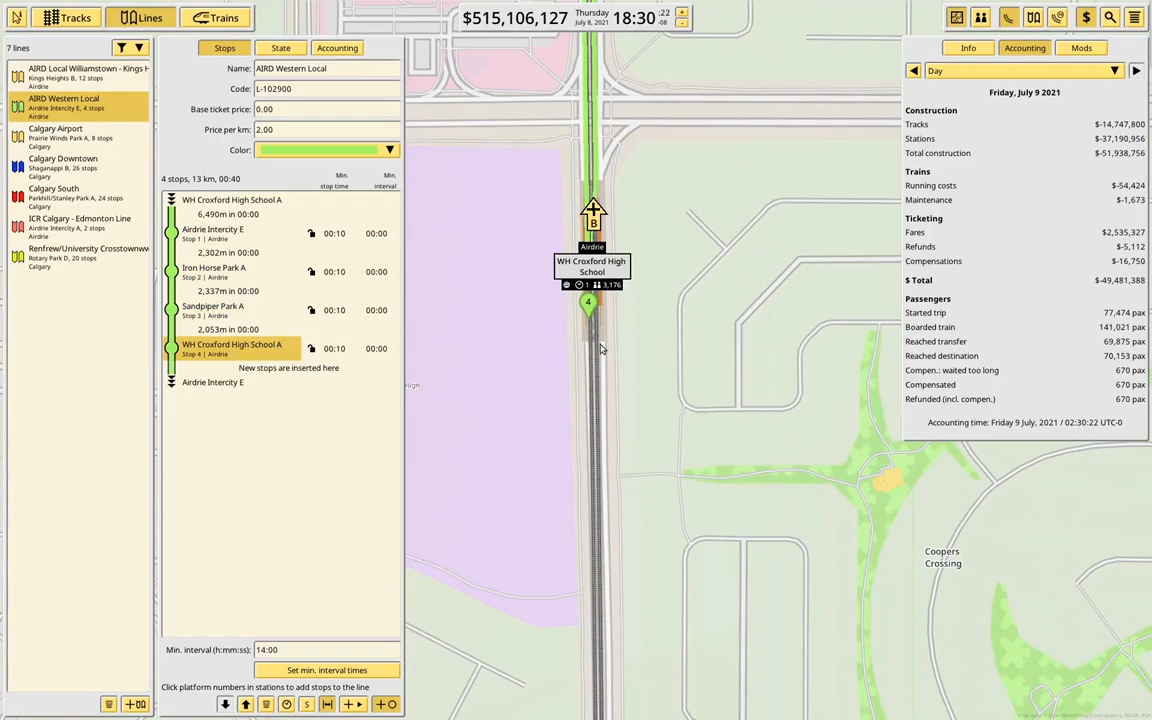 Tracks
Lines
Trains
$515,106,127
Thursday
July 8, 2021
18:30 :22
-08
+
-
$
7 lines
AIRD Local Williamstown - Kings H
Kings Heights B, 12 stops
Airdrie
AIRD Western Local
Airdrie Intercity E, 4 stops
Airdrie
Calgary Airport
Prairie Winds Park A, 8 stops
Calgary
Calgary Downtown
Shaganappi B, 26 stops
Calgary
Calgary South
Parkhill/Stanley Park A, 24 stops
Calgary
ICR Calgary - Edmonton Line
Airdrie Intercity A, 2 stops
Airdrie
Renfrew/University Crosstownww
Rotary Park D, 20 stops
Calgary
Stops
State
Accounting
Name: AIRD Western Local
Code: L-102900
Base ticket price: 0.00
Price per km: 2.00
Color:
4 stops, 13 km, 00:40
Min. stop time
Min. interval
WH Croxford High School A
6,490m in 00:00
Airdrie Intercity E 00:10 00:00
Stop 1 | Airdrie
2,302m in 00:00
Iron Horse Park A 00:10 00:00
Stop 2 | Airdrie
2,337m in 00:00
Sandpiper Park A 00:10 00:00
Stop 3 | Airdrie
2,053m in 00:00
WH Croxford High School A 00:10 00:00
Stop 4 | Airdrie
New stops are inserted here
Airdrie Intercity E
Min. interval (h:mm:ss): 14:00
Set min. interval times
Click platform numbers in stations to add stops to the line
S
B
Airdrie
WH Croxford High
School
1 3,176
4
Coopers
Crossing
Info
Accounting
Mods
Day
Friday, July 9 2021
Construction
Tracks $-14,747,800
Stations $-37,190,956
Total construction $-51,938,756
Trains
Running costs $-54,424
Maintenance $-1,673
Ticketing
Fares $2,535,327
Refunds $-5,112
Compensations $-16,750
$ Total $-49,481,388
Passengers
Started trip 77,474 pax
Boarded train 141,021 pax
Reached transfer 69,875 pax
Reached destination 70,153 pax
Compen.: waited too long 670 pax
Compensated 670 pax
Refunded (incl. compen.) 670 pax
Accounting time: Friday 9 July, 2021 / 02:30:22 UTC-0